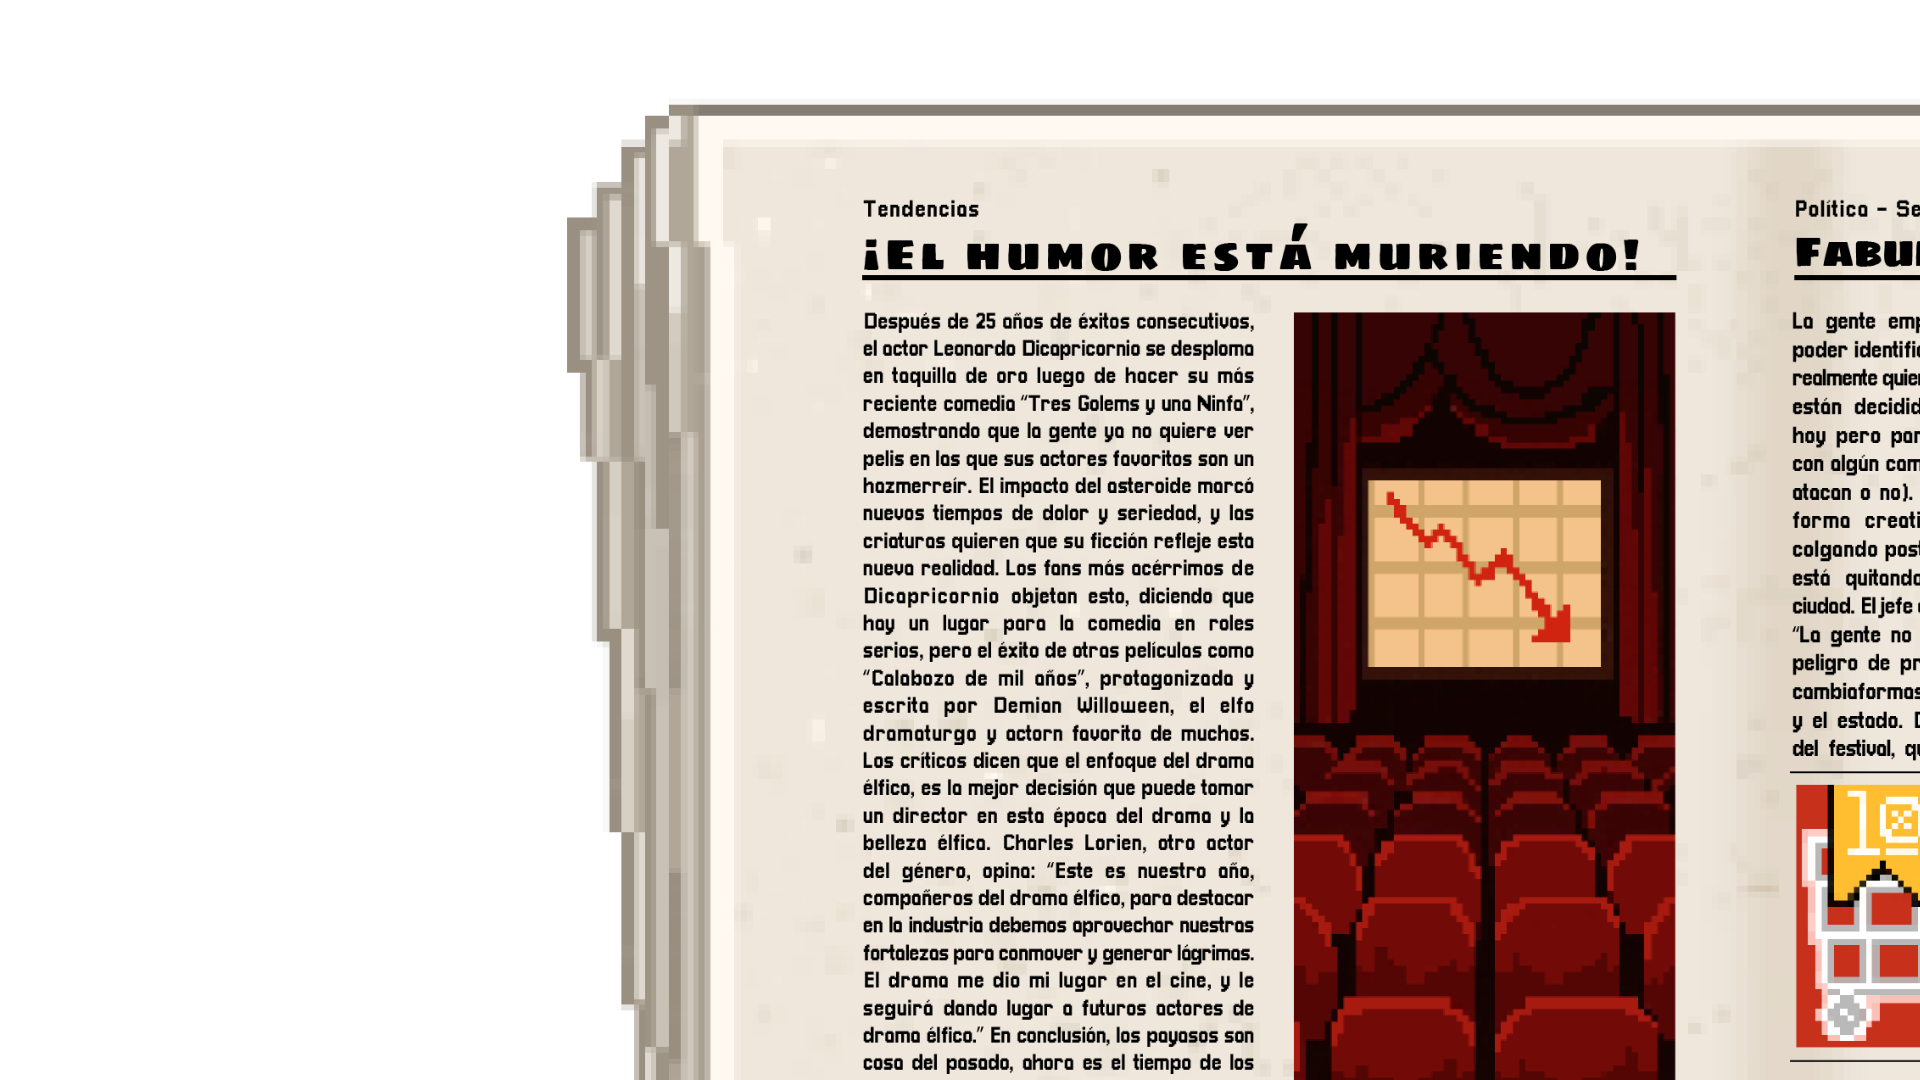 Tendencias
¡El humor está muriendo!
Después de 25 años de éxitos consecutivos,
el actor Leonardo Dicapricornio se desploma
en taquilla de oro luego de hacer su más
reciente comedia “Tres Golems y una Ninfa”,
demostrando que la gente ya no quiere ver
pelis en las que sus actores favoritos son un
hazmerreír. El impacto del asteroide marcó
nuevos tiempos de dolor y seriedad, y las
criaturas quieren que su ficción refleje esta
nueva realidad. Los fans más acérrimos de
Dicapricornio objetan esto, diciendo que
hay un lugar para la comedia en roles
serios, pero el éxito de otras películas como
“Calabozo de mil años”, protagonizada y
escrita por Demian Willoween, el elfo
dramaturgo y actorn favorito de muchos.
Los críticos dicen que el enfoque del drama
élfico, es la mejor decisión que puede tomar
un director en esta época del drama y la
belleza élfica. Charles Lorien, otro actor
del género, opina: “Este es nuestro año,
compañeros del drama élfico, para destacar
en la industria debemos aprovechar nuestras
fortalezas para conmover y generar lágrimas.
El drama me dio mi lugar en el cine, y le
seguirá dando lugar a futuros actores de
drama élfico.” En conclusión, los payasos son
cosa del pasado, ahora es el tiempo de los
Política - Se
Fabu
La gente emp
poder identific
realmente quier
están decidid
hoy pero par
con algún cam
atacan o no).
forma creati
colgando post
está quitando
ciudad. El jefe
“La gente no
peligro de pr
cambiaformas
y el estado.
del festival, qu